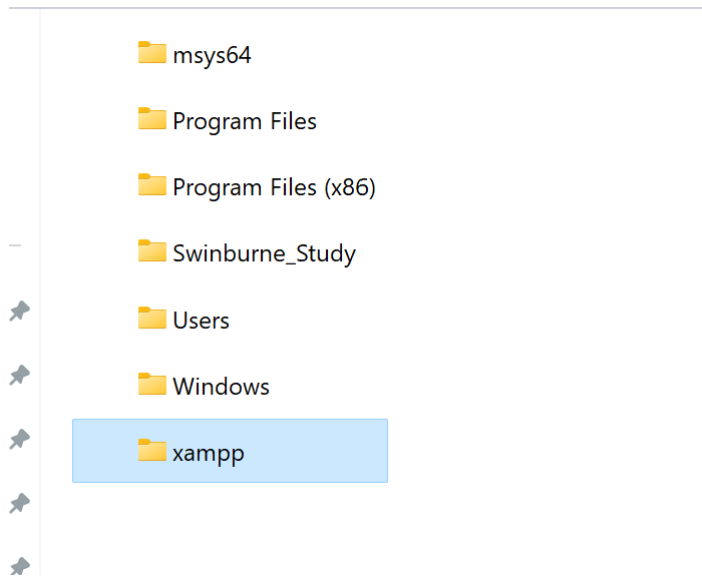 msys64
Program Files
Program Files (x86)
Swinburne_Study
Users
Windows
xampp